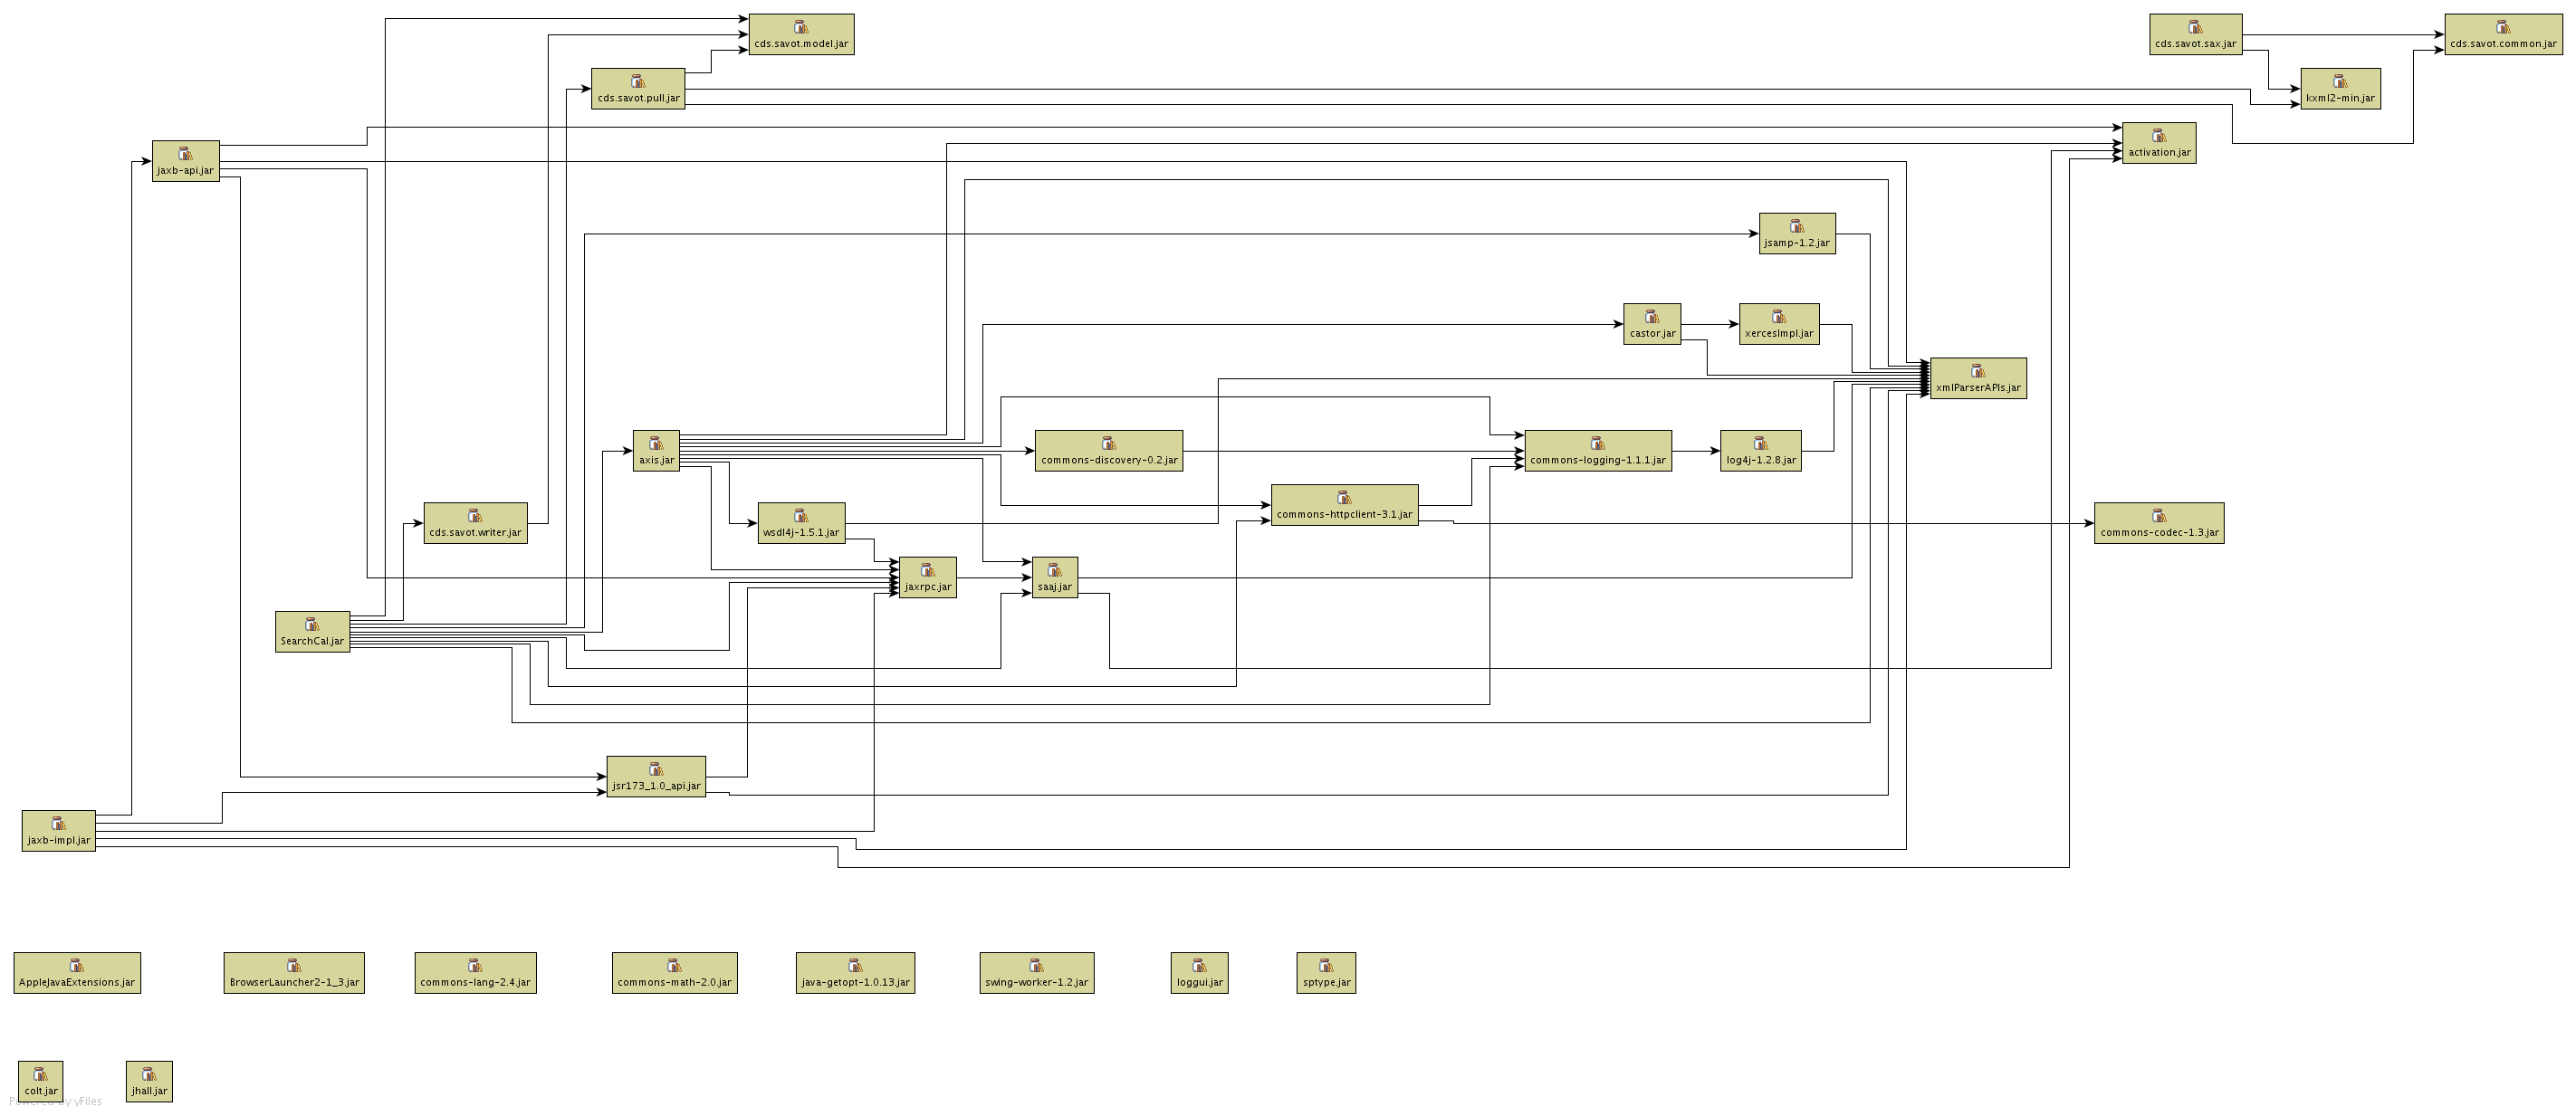 cds.savot.model.jar
cds.savot.sax.jar
cds.savot.common.jar
cds.savot.pull.jar
kxml2-min.jar
activation.jar
jaxb-api.jar
jsamp-1.2.jar
castor.jar
xercesImpl.jar
xmlParserAPIs.jar
axis.jar
commons-discovery-0.2.jar
commons-logging-1.1.1.jar
log4j-1.2.8.jar
commons-httpclient-3.1.jar
cds.savot.writer.jar
wsdl4j-1.5.1.jar
commons-codec-1.3.jar
jaxrpc.jar
saaj.jar
SearchCal.jar
jsr173_1.0_api.jar
jaxb-impl.jar
AppleJavaExtensions.jar
BrowserLauncher2-1_3.jar
commons-lang-2.4.jar
commons-math-2.0.jar
java-getopt-1.0.13.jar
swing-worker-1.2.jar
loggui.jar
sptype.jar
colt.jar
jhall.jar
Powered by yFiles